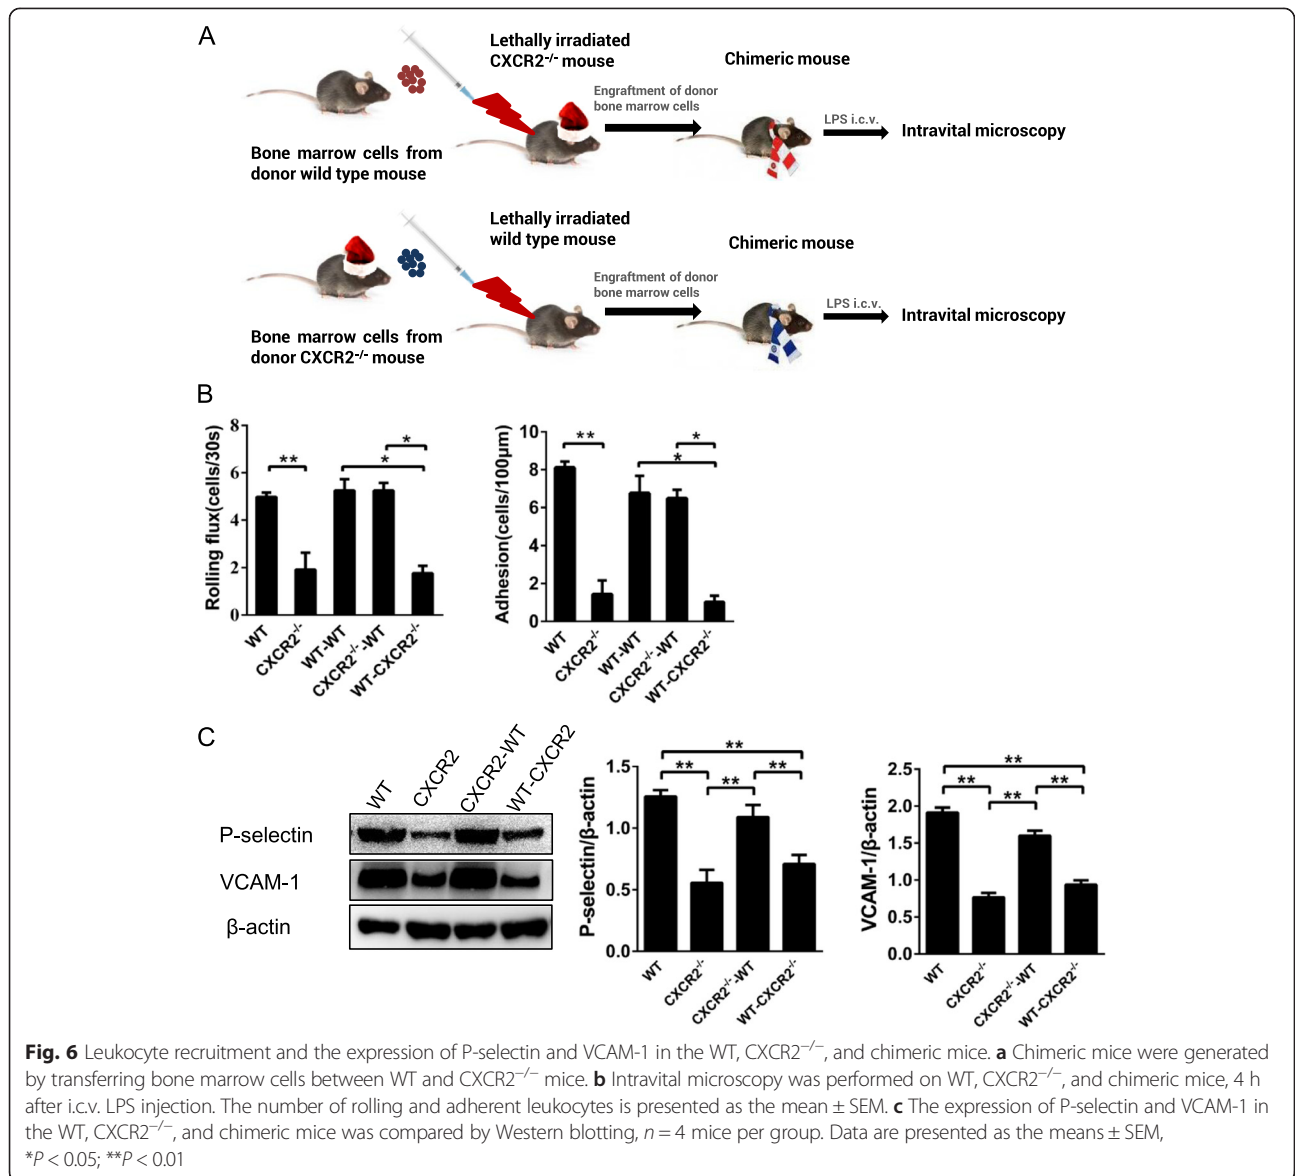 A
Lethally irradiated
CXCR2-/- mouse
Chimeric mouse
Engraftment of donor
bone marrow cells
LPS i.c.v.
Intravital microscopy
Bone marrow cells from
donor wild type mouse
Lethally irradiated
wild type mouse
Chimeric mouse
Engraftment of donor
bone marrow cells
LPS i.c.v.
Intravital microscopy
Bone marrow cells from
donor CXCR2-/- mouse
B
Rolling flux(cells/30s)
8
6
4
2
0
**
*
*
WT
CXCR2-/-
WT-WT
CXCR2-/-WT
WT-CXCR2-/-
Adhesion(cells/100μm)
10
8
6
4
2
0
**
*
*
WT
CXCR2-/-
WT-WT
CXCR2-/-WT
WT-CXCR2-/-
C
WT
CXCR2
CXCR2-WT
WT-CXCR2
P-selectin
VCAM-1
β-actin
P-selectin/β-actin
1.5
1.0
0.5
0.0
**
**
**
**
WT
CXCR2-/-
CXCR2-/-WT
WT-CXCR2-/-
VCAM-1/β-actin
2.5
2.0
1.5
1.0
0.5
0.0
**
**
**
**
WT
CXCR2-/-
CXCR2-/-WT
WT-CXCR2-/-
Fig. 6 Leukocyte recruitment and the expression of P-selectin and VCAM-1 in the WT, CXCR2−/−, and chimeric mice. a Chimeric mice were generated
by transferring bone marrow cells between WT and CXCR2−/− mice. b Intravital microscopy was performed on WT, CXCR2−/−, and chimeric mice, 4 h
after i.c.v. LPS injection. The number of rolling and adherent leukocytes is presented as the mean ± SEM. c The expression of P-selectin and VCAM-1 in
the WT, CXCR2−/−, and chimeric mice was compared by Western blotting, n = 4 mice per group. Data are presented as the means ± SEM,
*P < 0.05; **P < 0.01